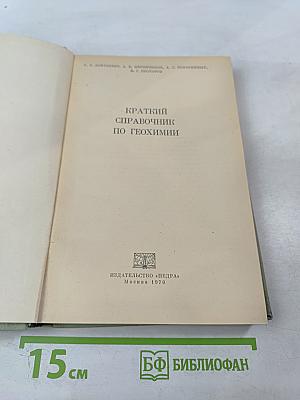 КРАТКИЙ
СПРАВОЧНИК
ПО ГЕОХИМИИ
ИЗДАТЕЛЬСТВО «НЕДРА»
Москва 1970
15 см
БФ БИБЛИОФАН